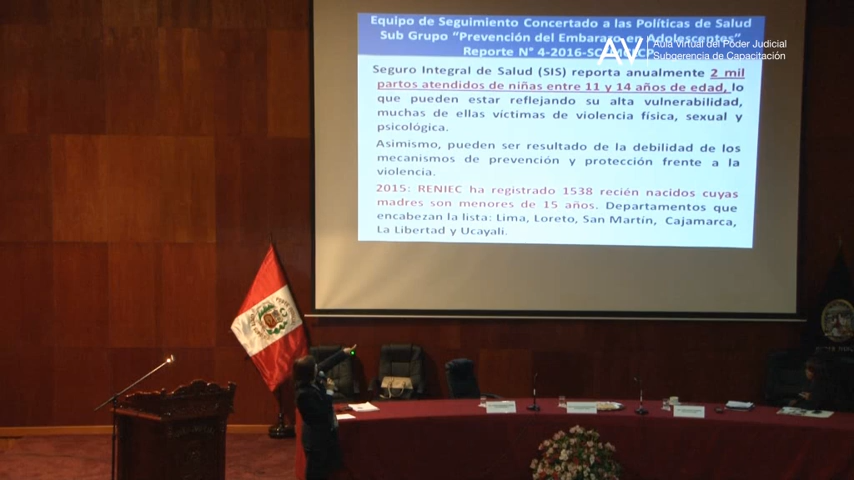 Equipo de Seguimiento Concertado a las Políticas de Salud
Sub Grupo "Prevención del Embarazo en Adolescentes"
Reporte N° 4-2016-SC/
AV Aula Virtual del Poder Judicial
Subgerencia de Capacitación
Seguro Integral de Salud (SIS) reporta anualmente 2 mil
partos atendidos de niñas entre 11 y 14 años de edad, lo
que pueden estar reflejando su alta vulnerabilidad,
muchas de ellas víctimas de violencia física, sexual y
psicológica.
Asimismo, pueden ser resultado de la debilidad de los
mecanismos de prevención y protección frente a la
violencia.
2015: RENIEC ha registrado 1538 recién nacidos cuyas
madres son menores de 15 años. Departamentos que
encabezan la lista: Lima, Loreto, San Martín, Cajamarca,
La Libertad y Ucayali.